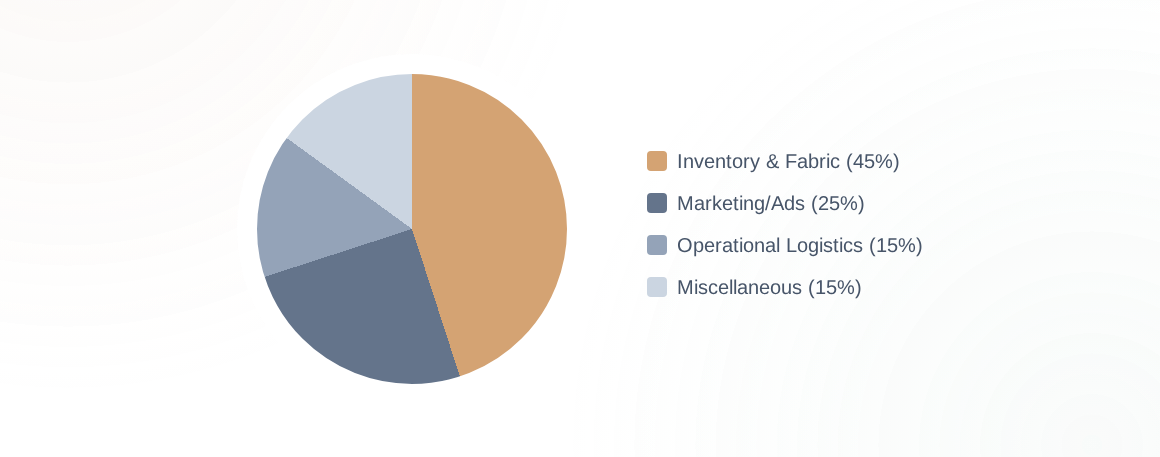 Inventory & Fabric (45%)
Marketing/Ads (25%)
Operational Logistics (15%)
Miscellaneous (15%)